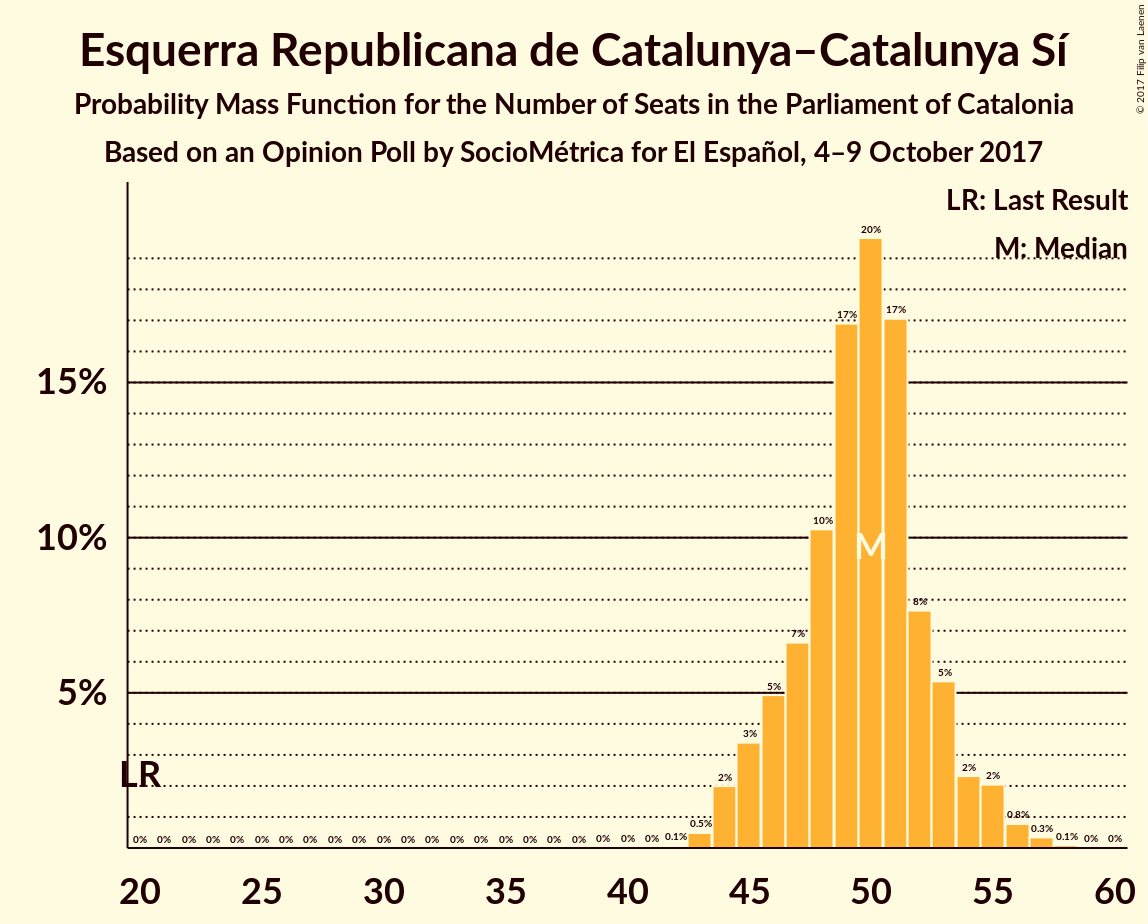 Esquerra Republicana de Catalunya–Catalunya Sí
Probability Mass Function for the Number of Seats in the Parliament of Catalonia
Based on an Opinion Poll by SocioMétrica for El Español, 4–9 October 2017
© 2017 Filip van Laenen
LR: Last Result
M: Median
20%
17% 17%
15%
10%
10%
M
8%
7%
5%
5% 5%
3%
LR
2% 2% 2%
0.5% 0.8% 0.3%
0% 0% 0% 0% 0% 0% 0% 0% 0% 0% 0% 0% 0% 0% 0% 0% 0% 0% 0% 0% 0% 0% 0.1% 0.1% 0% 0%
20 25 30 35 40 45 50 55 60